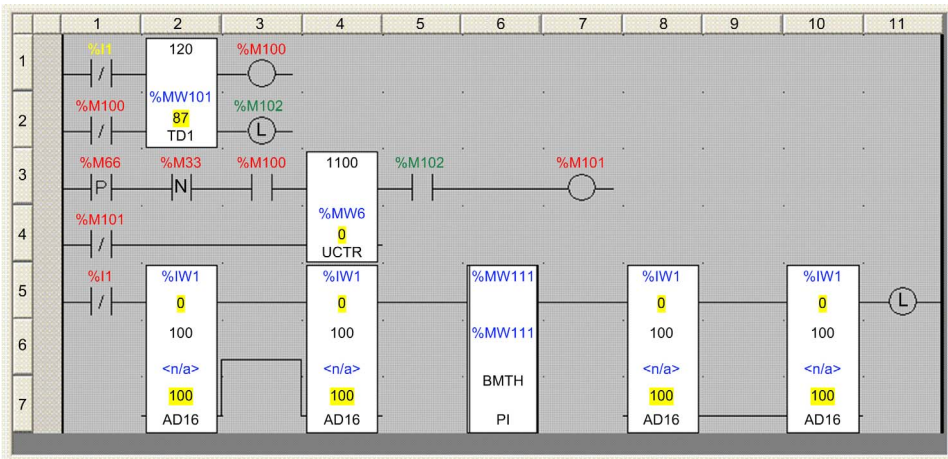 1 2 3 4 5 6 7 8 9 10 11
%I1 120 %M100
1
%MW101
%M100 87 %M102
2 TD1 L
%M66 %M33 %M100 1100 %M102 %M101
3 P N
%M101 %MW6
4 0
UCTR
%I1 %IW1 %IW1 %MW111 %IW1 %IW1
5 0 0 0 0 L
6 100 100 %MW111 100 100
<n/a> <n/a> <n/a> <n/a>
BMTH
7 100 100 100 100
AD16 AD16 PI AD16 AD16